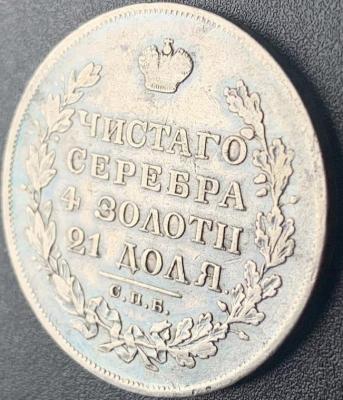 ЧИСТАГО
СЕРЕБРА
4 ЗОЛОТН
21 ДОЛЯ.
С.П.Б.